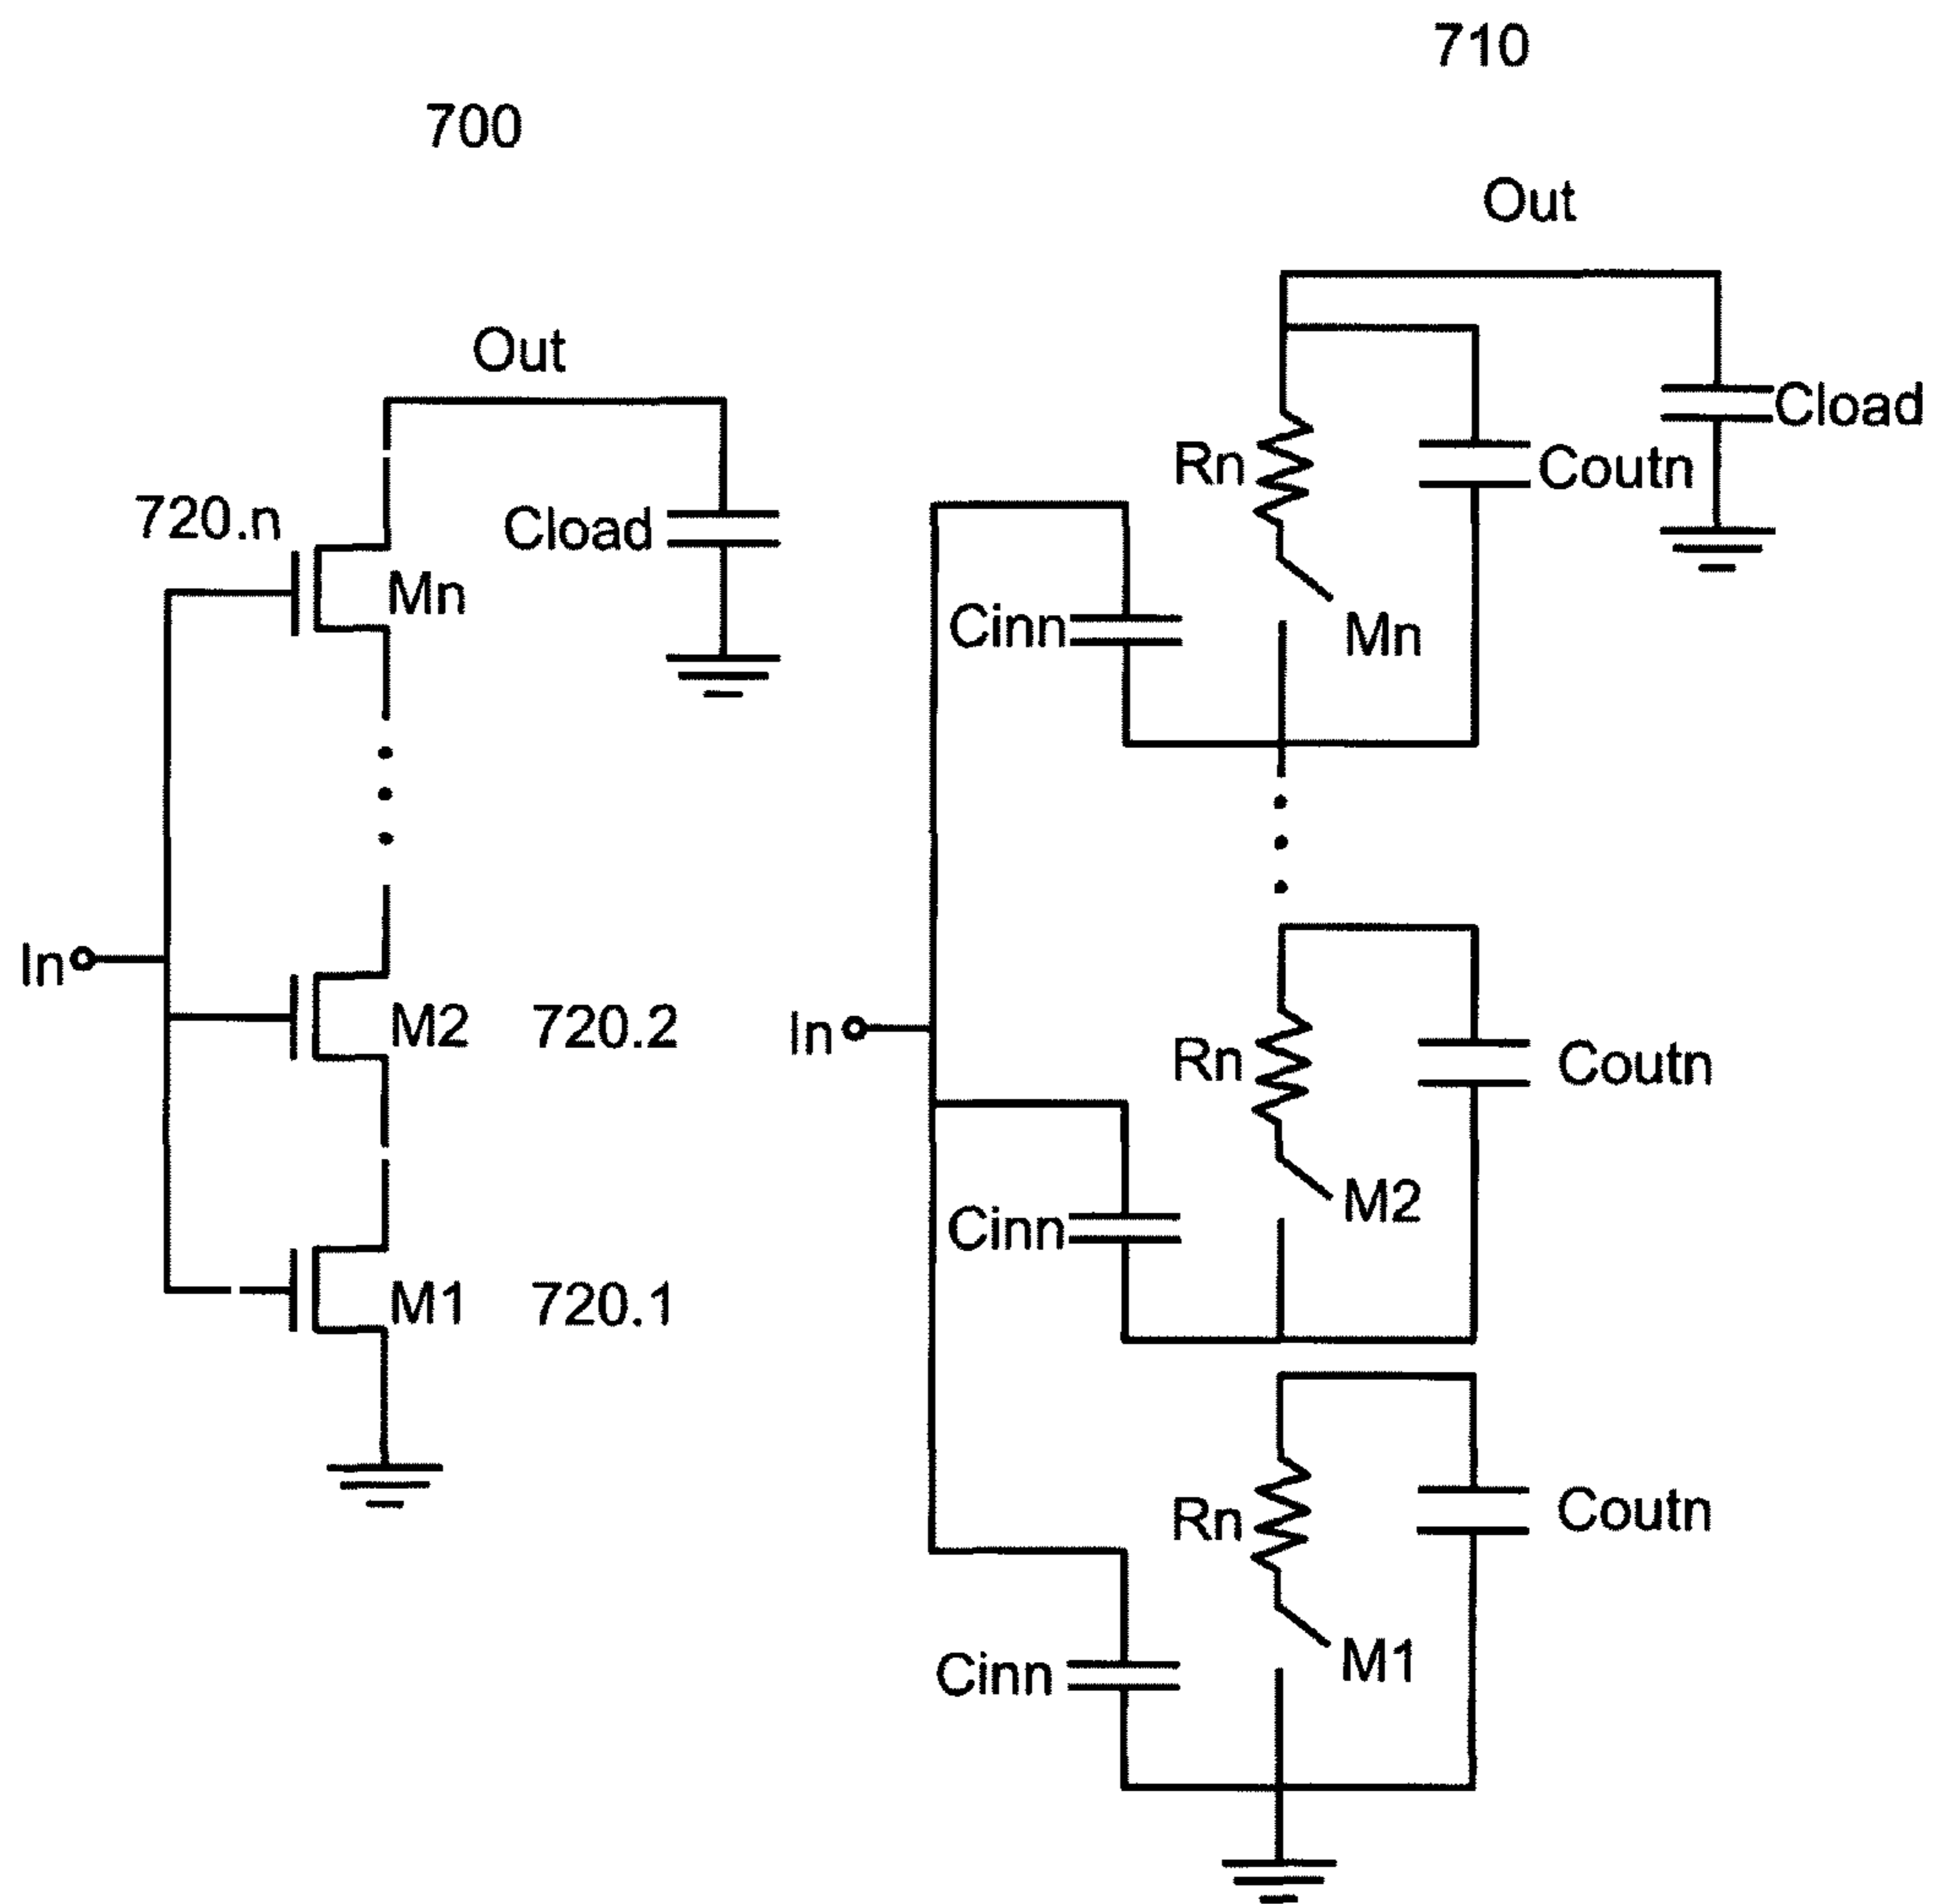 710
700
Out
Out
Cload
Rn
Coutn
720.n
Cload
Mn
Cinn
Mn
In
M2
720.2
In
Rn
Coutn
M2
Cinn
M1
720.1
Rn
Coutn
M1
Cinn